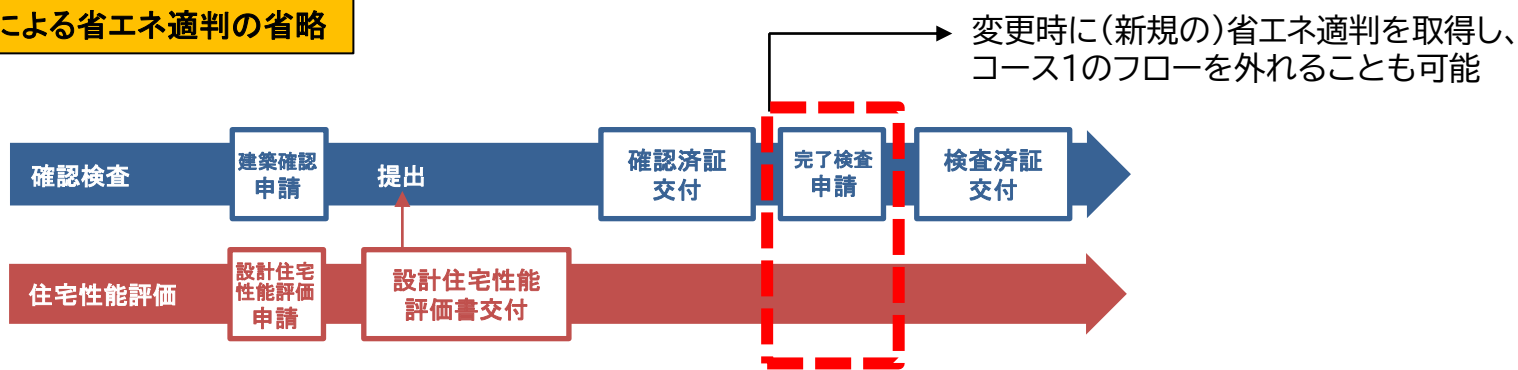 による省エネ適判の省略
変更時に(新規の)省エネ適判を取得し、
コース1のフローを外れることも可能
確認検査
建築確認
申請
提出
確認済証
交付
完了検査
申請
検査済証
交付
住宅性能評価
設計住宅
性能評価
申請
設計住宅性能
評価書交付